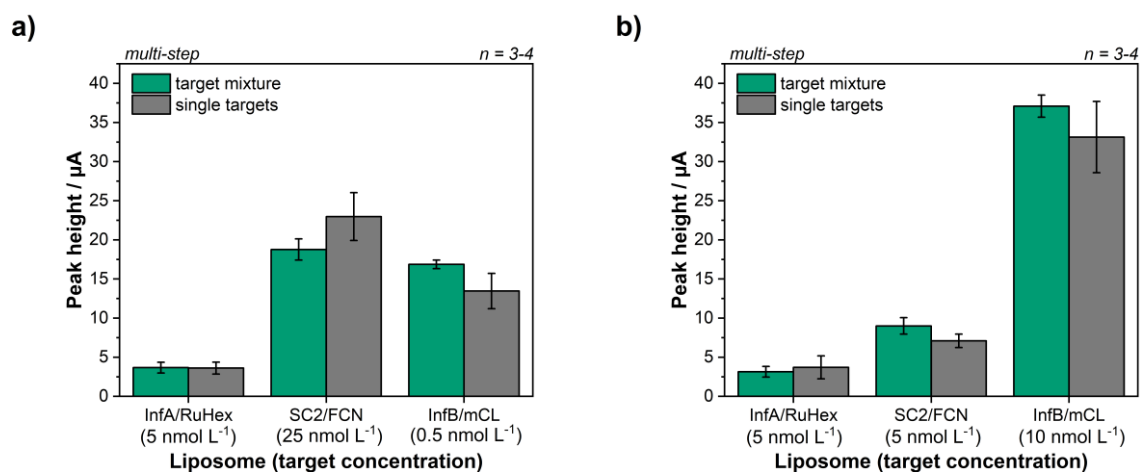 a)
multi-step n = 3-4
target mixture
single targets
40
35
30
25
20
15
10
5
0
Peak height / µA
InfA/RuHex SC2/FCN InfB/mCL
(5 nmol L⁻¹) (25 nmol L⁻¹) (0.5 nmol L⁻¹)
Liposome (target concentration)
b)
multi-step n = 3-4
target mixture
single targets
40
35
30
25
20
15
10
5
0
Peak height / µA
InfA/RuHex SC2/FCN InfB/mCL
(5 nmol L⁻¹) (5 nmol L⁻¹) (10 nmol L⁻¹)
Liposome (target concentration)